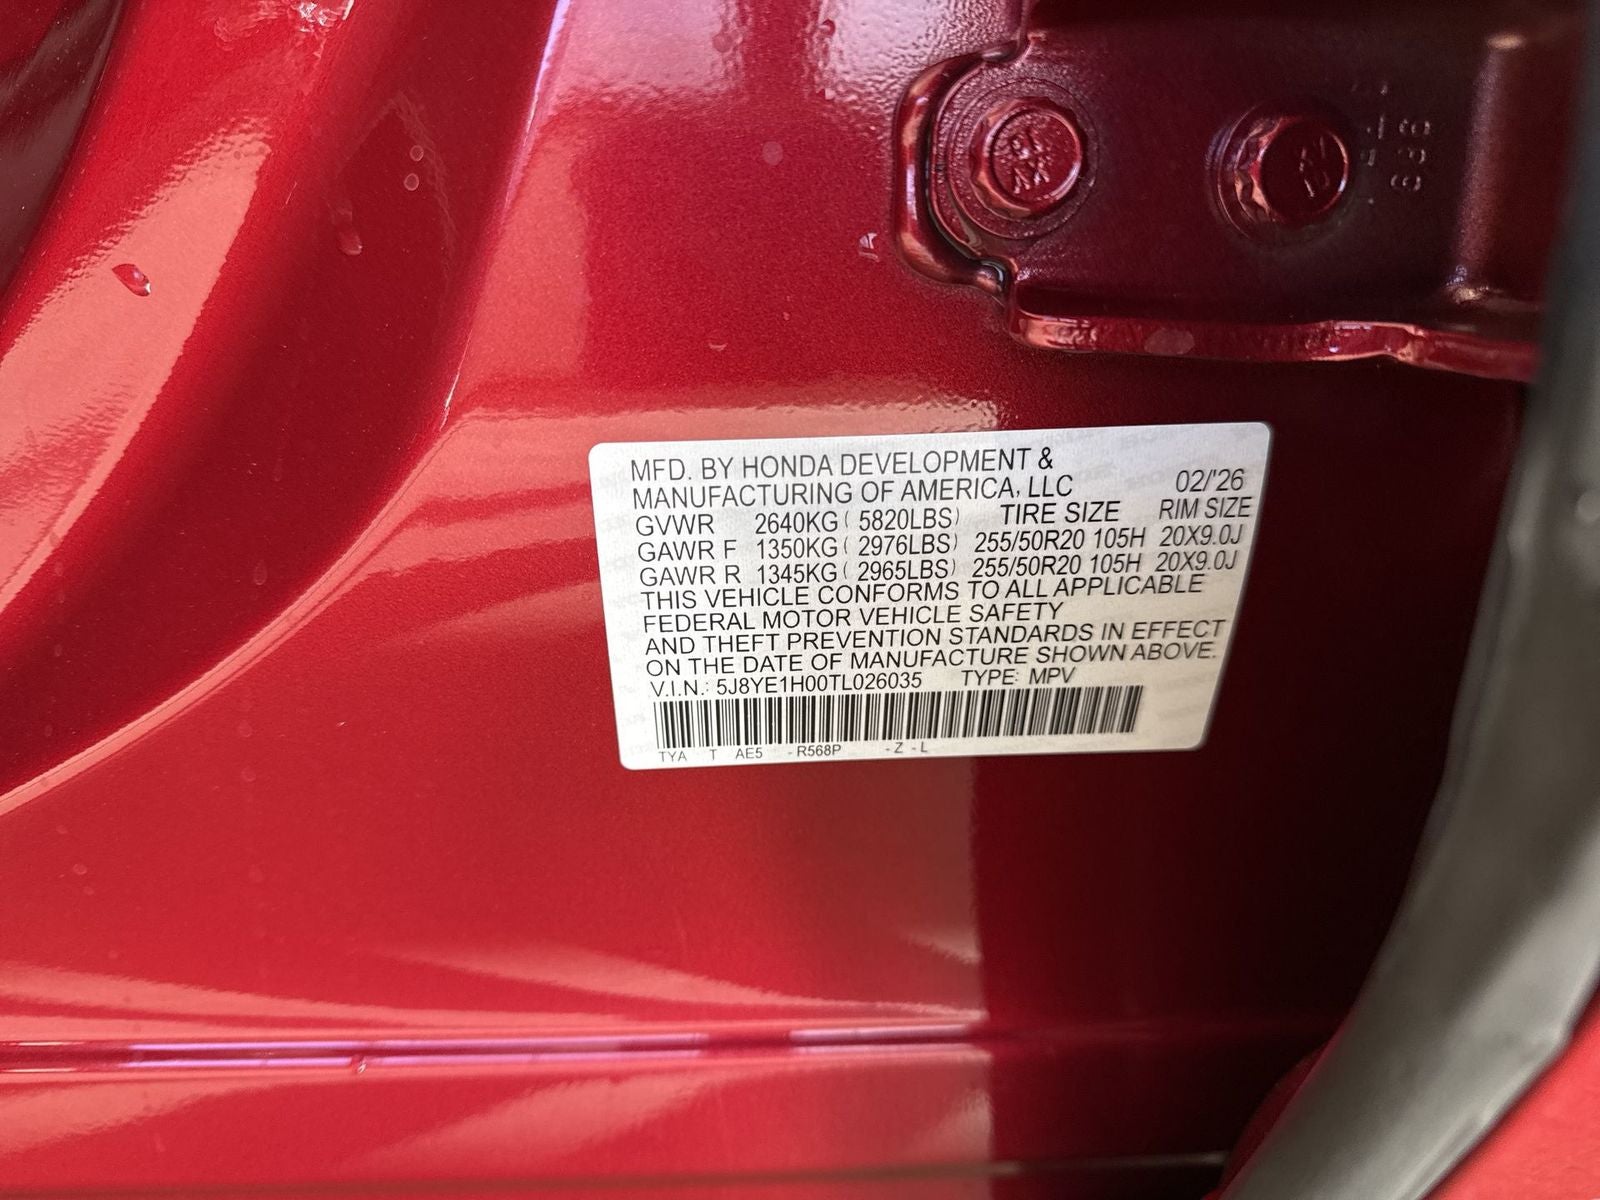 MFD. BY HONDA DEVELOPMENT &
MANUFACTURING OF AMERICA, LLC 02/'26
GVWR 2640KG ( 5820LBS) TIRE SIZE RIM SIZE
GAWR F 1350KG ( 2976LBS) 255/50R20 105H 20X9.0J
GAWR R 1345KG ( 2965LBS) 255/50R20 105H 20X9.0J
THIS VEHICLE CONFORMS TO ALL APPLICABLE
FEDERAL MOTOR VEHICLE SAFETY
AND THEFT PREVENTION STANDARDS IN EFFECT
ON THE DATE OF MANUFACTURE SHOWN ABOVE.
V.I.N.: 5J8YE1H00TL026035 TYPE: MPV
TYA T AE5 - R568P - Z - L